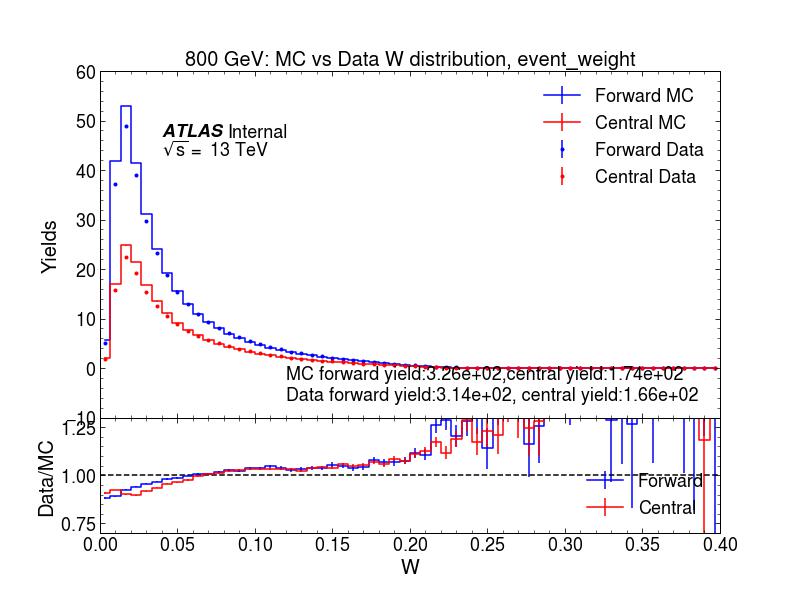 800 GeV: MC vs Data W distribution, event_weight
60
50
40
30
20
10
0
−10
Yields
ATLAS Internal
√s = 13 TeV
Forward MC
Central MC
Forward Data
Central Data
MC forward yield:3.26e+02,central yield:1.74e+02
Data forward yield:3.14e+02, central yield:1.66e+02
1.25
1.00
0.75
Data/MC
Forward
Central
0.00 0.05 0.10 0.15 0.20 0.25 0.30 0.35 0.40
W